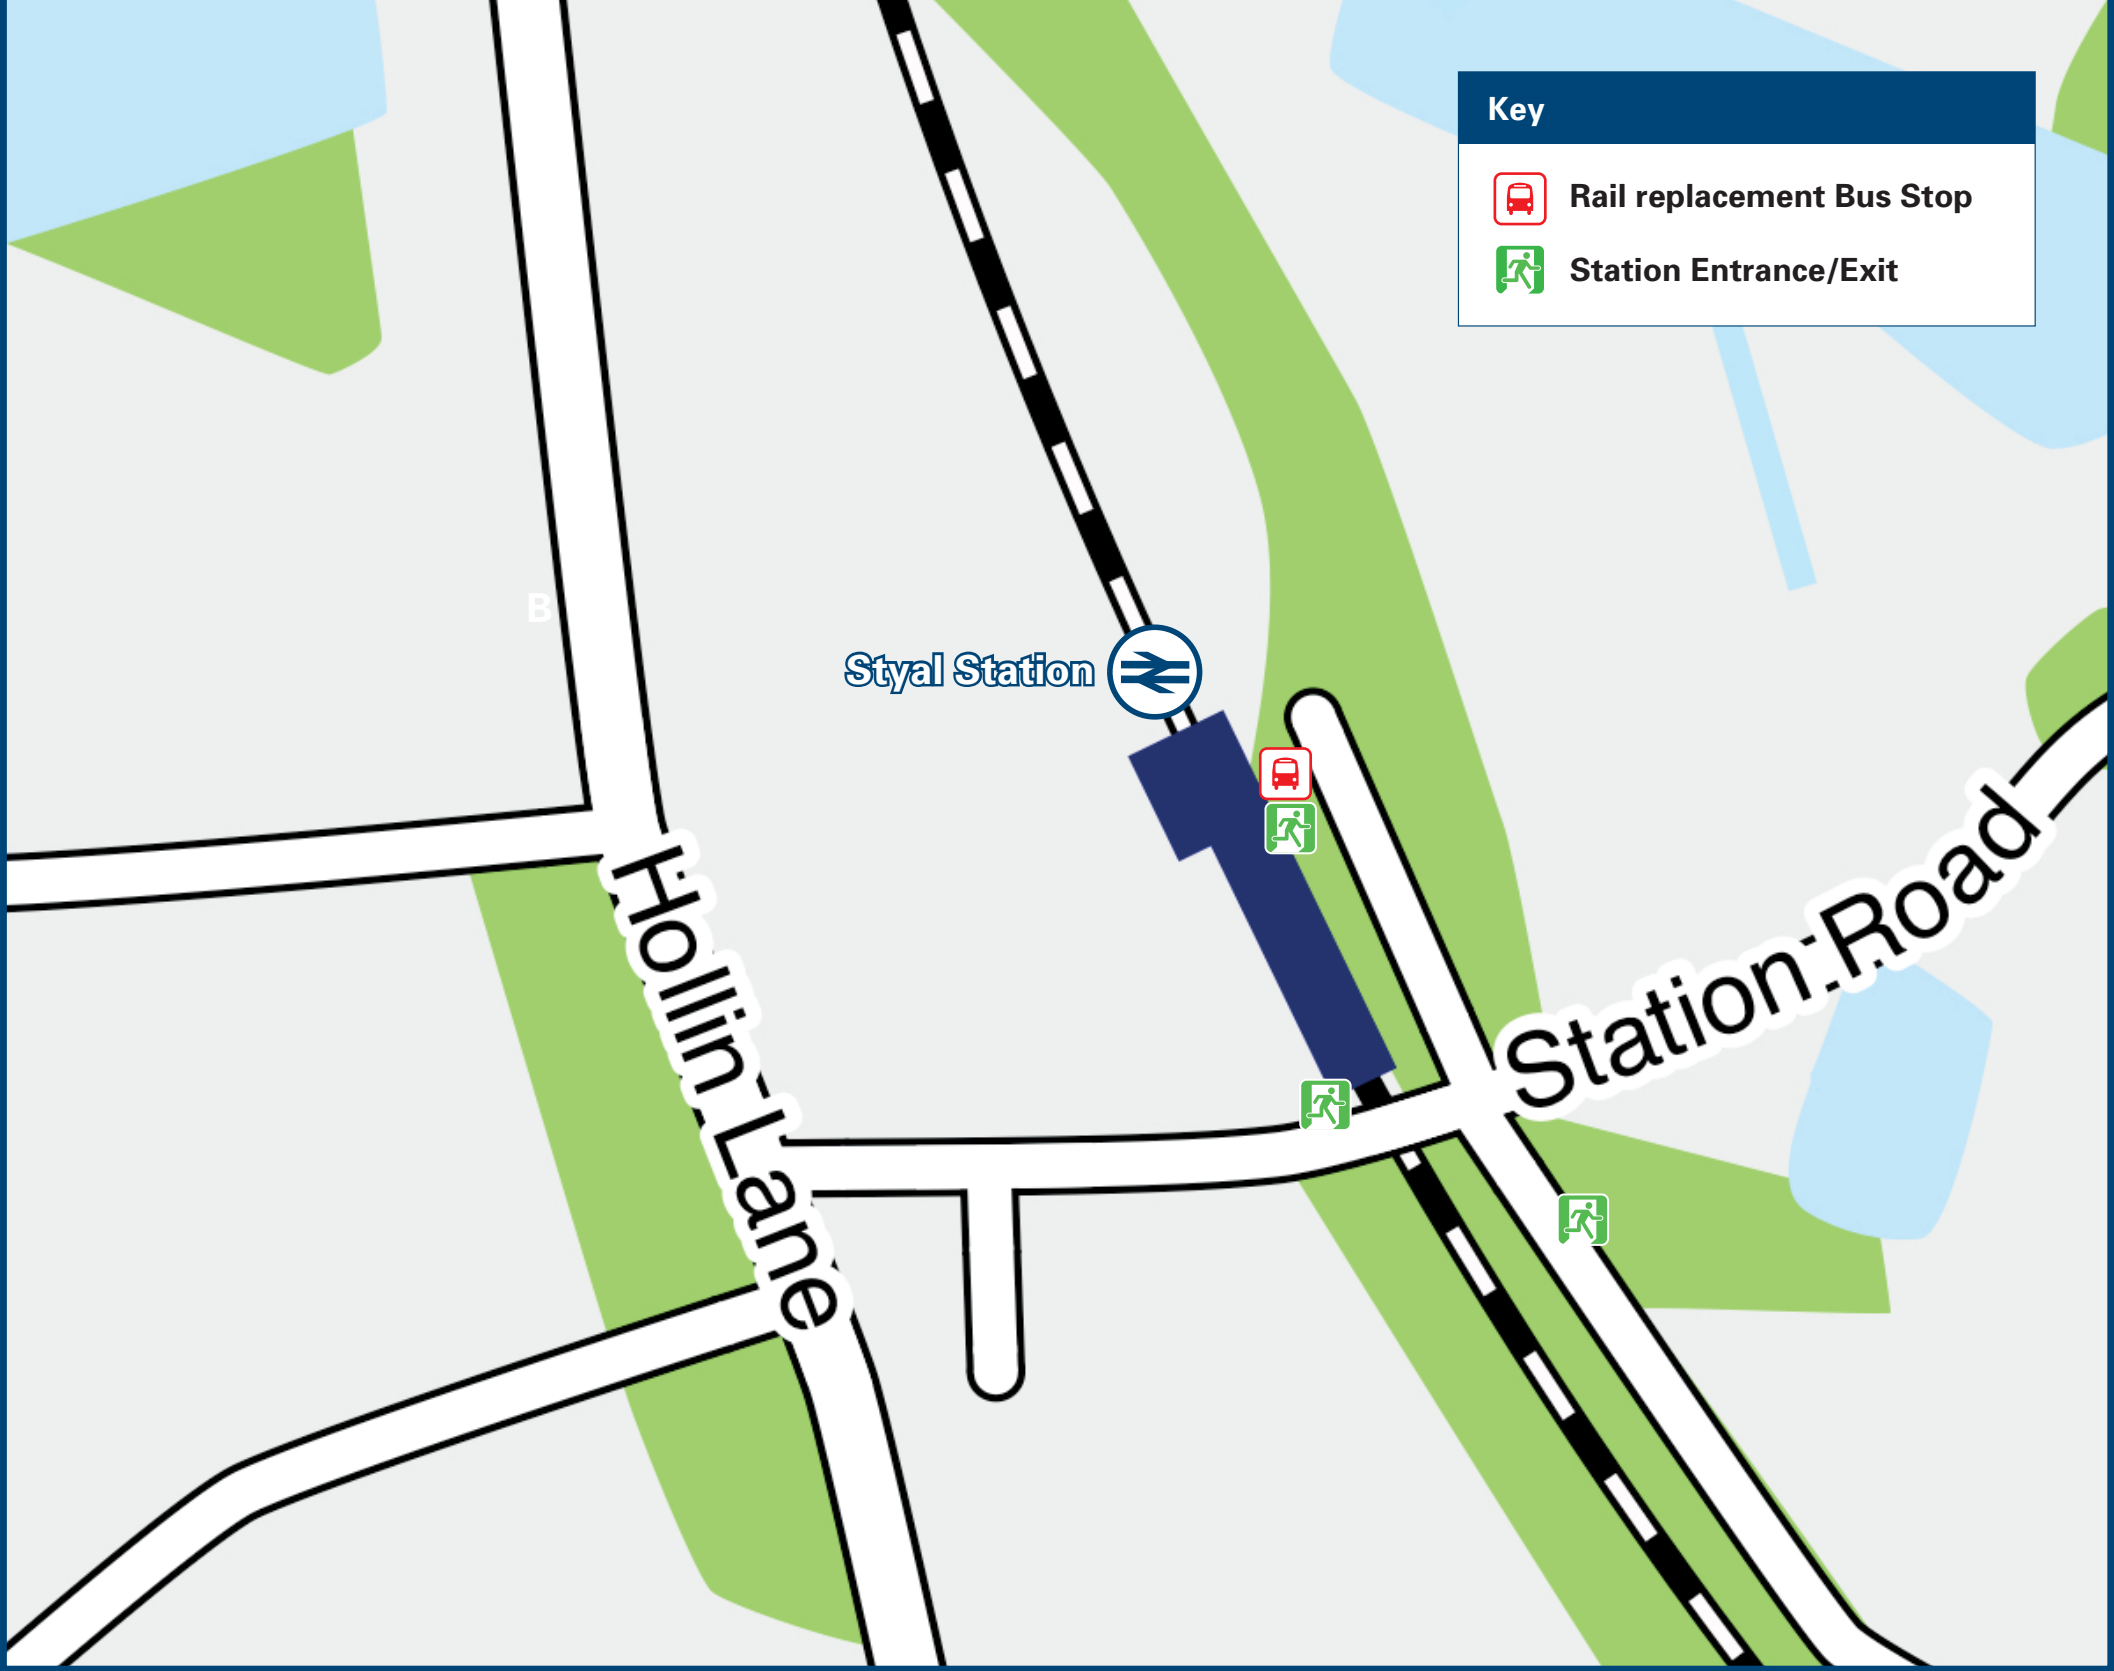 Key
Rail replacement Bus Stop
Station Entrance/Exit
B
Styal Station
Hollin Lane
Station Road